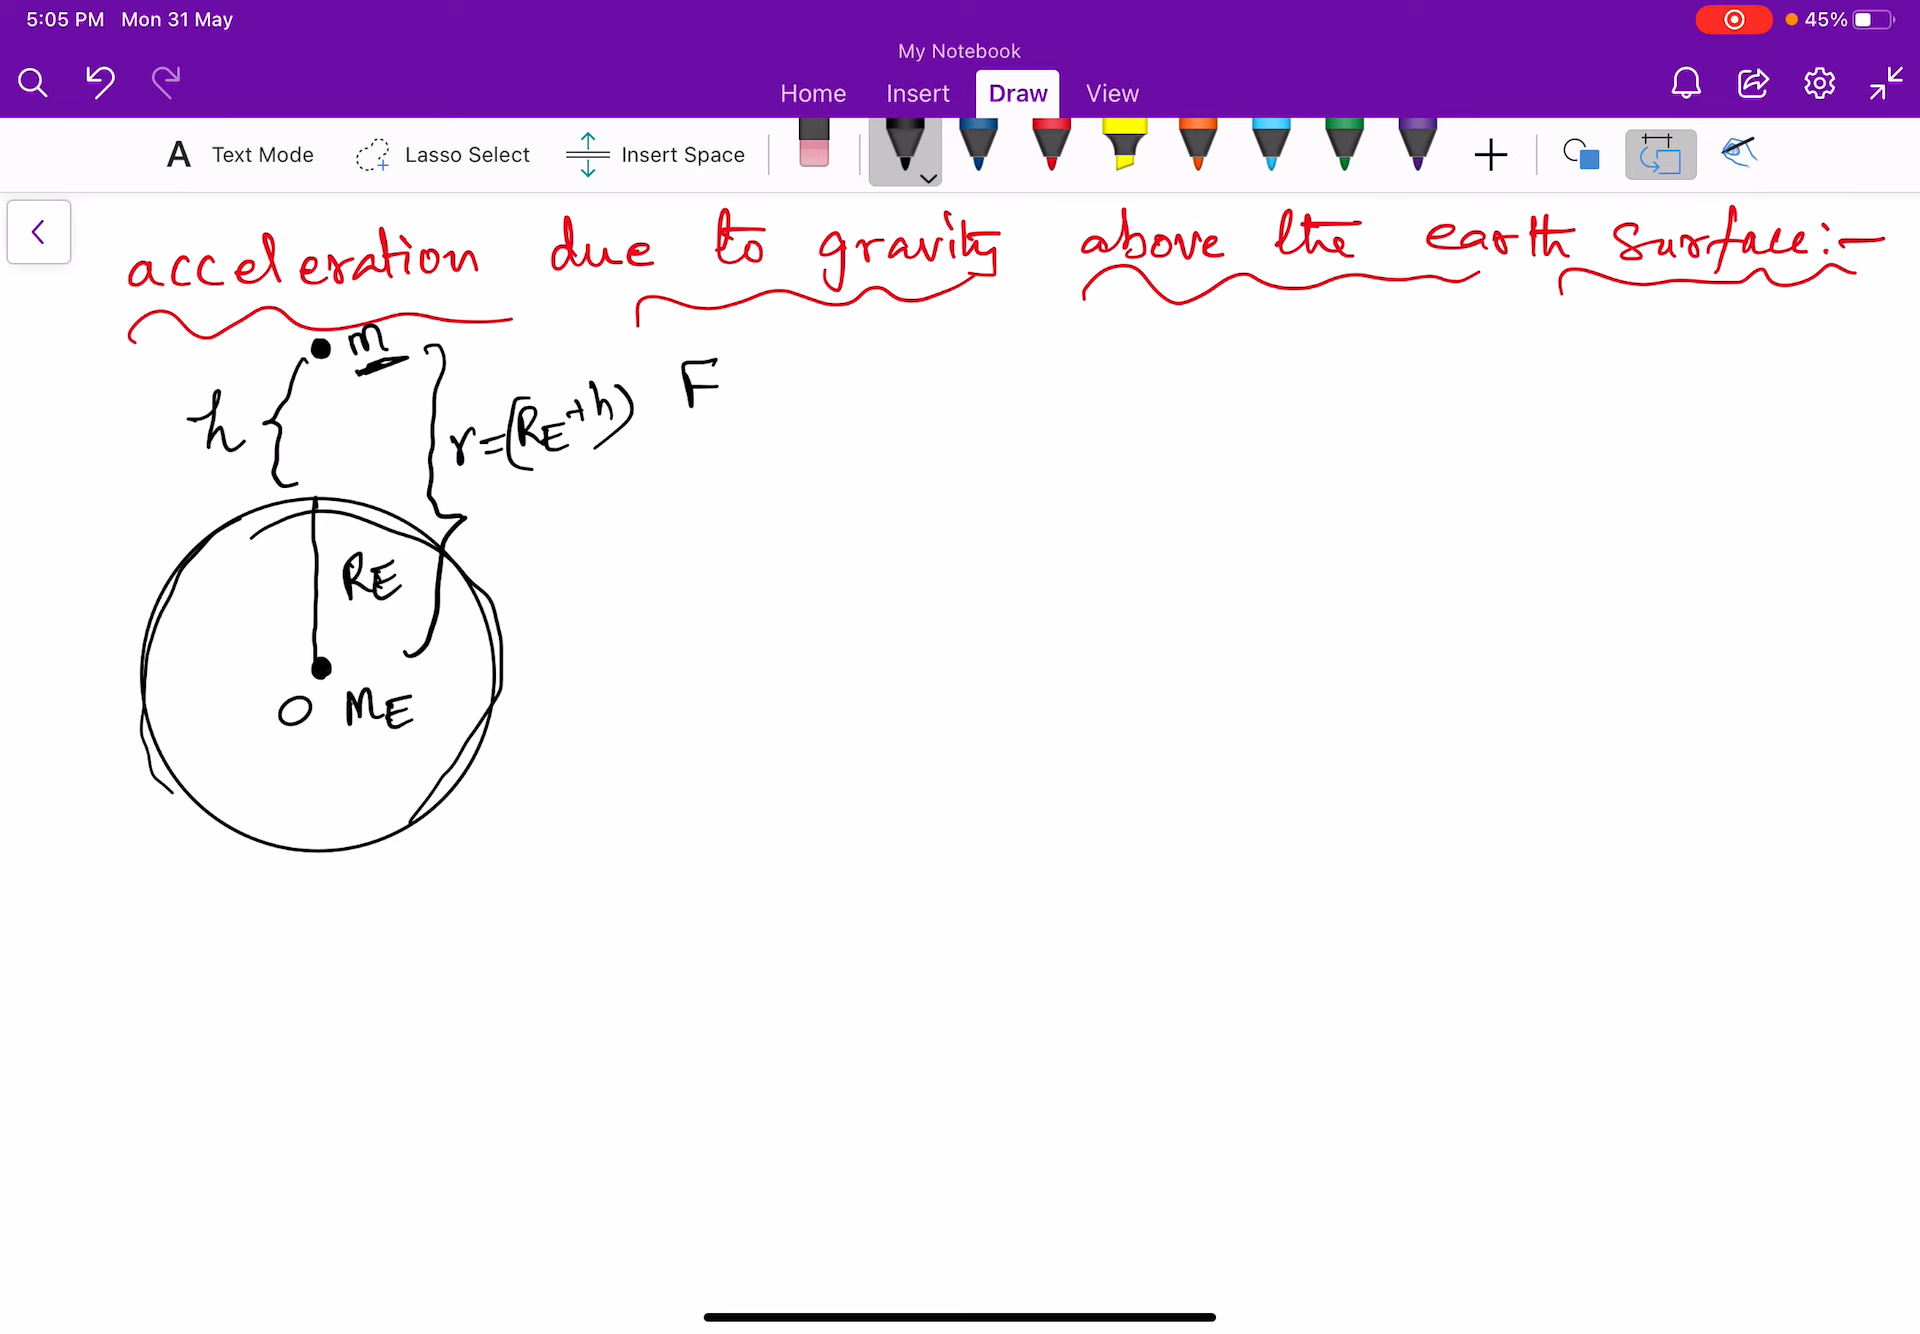 5:05 PM Mon 31 May
45%
My Notebook
Home Insert Draw View
A Text Mode Lasso Select Insert Space
acceleration due to gravity above the earth surface:-
m
h
r=(RE+h)
F
RE
O ME